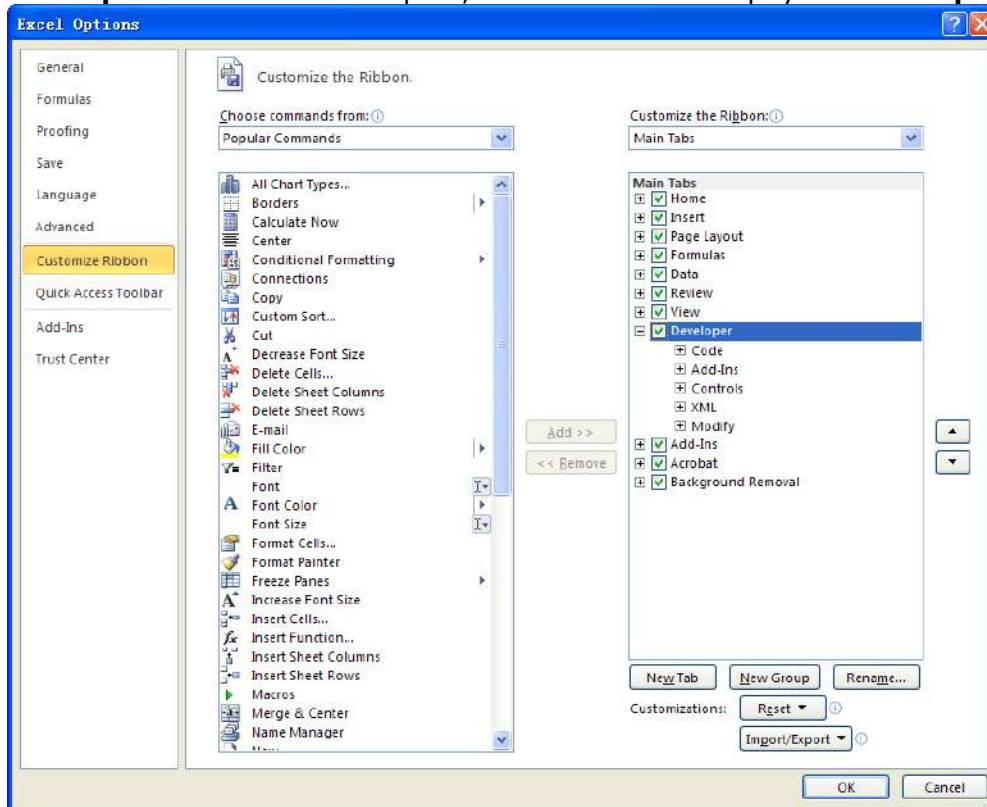 Excel Options
General
Formulas
Proofing
Save
Language
Advanced
Customize Ribbon
Quick Access Toolbar
Add-Ins
Trust Center
Customize the Ribbon.
Choose commands from:
Popular Commands
All Chart Types...
Borders
Calculate Now
Center
Conditional Formatting
Connections
Copy
Custom Sort...
Cut
Decrease Font Size
Delete Cells...
Delete Sheet Columns
Delete Sheet Rows
E-mail
Fill Color
Filter
Font
Font Color
Font Size
Format Cells...
Format Painter
Freeze Panes
Increase Font Size
Insert Cells...
Insert Function...
Insert Sheet Columns
Insert Sheet Rows
Macros
Merge & Center
Name Manager
Add >>
<< Remove
Customize the Ribbon:
Main Tabs
Main Tabs
Home
Insert
Page Layout
Formulas
Data
Review
View
Developer
Code
Add-Ins
Controls
XML
Modify
Add-Ins
Acrobat
Background Removal
New Tab
New Group
Rename...
Customizations:
Reset
Import/Export
OK
Cancel